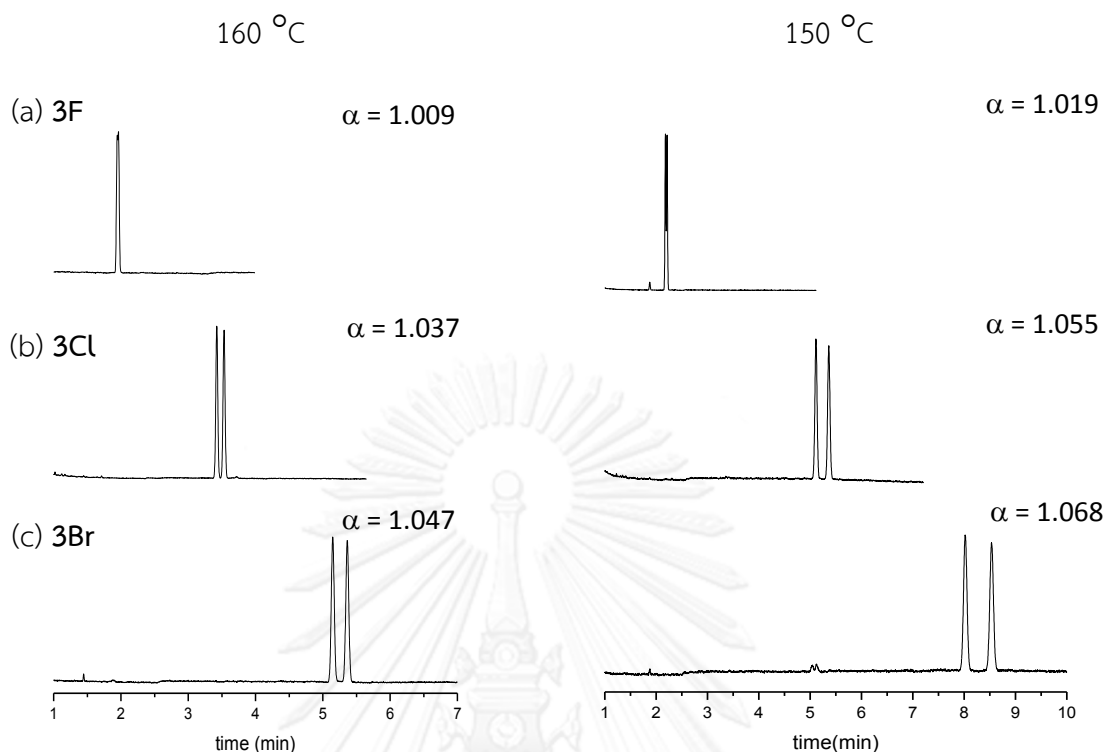 160 °C 150 °C
(a) 3F α = 1.009 α = 1.019
(b) 3Cl α = 1.037 α = 1.055
(c) 3Br α = 1.047 α = 1.068
1 2 3 4 5 6 7 1 2 3 4 5 6 7 8 9 10
time (min) time(min)